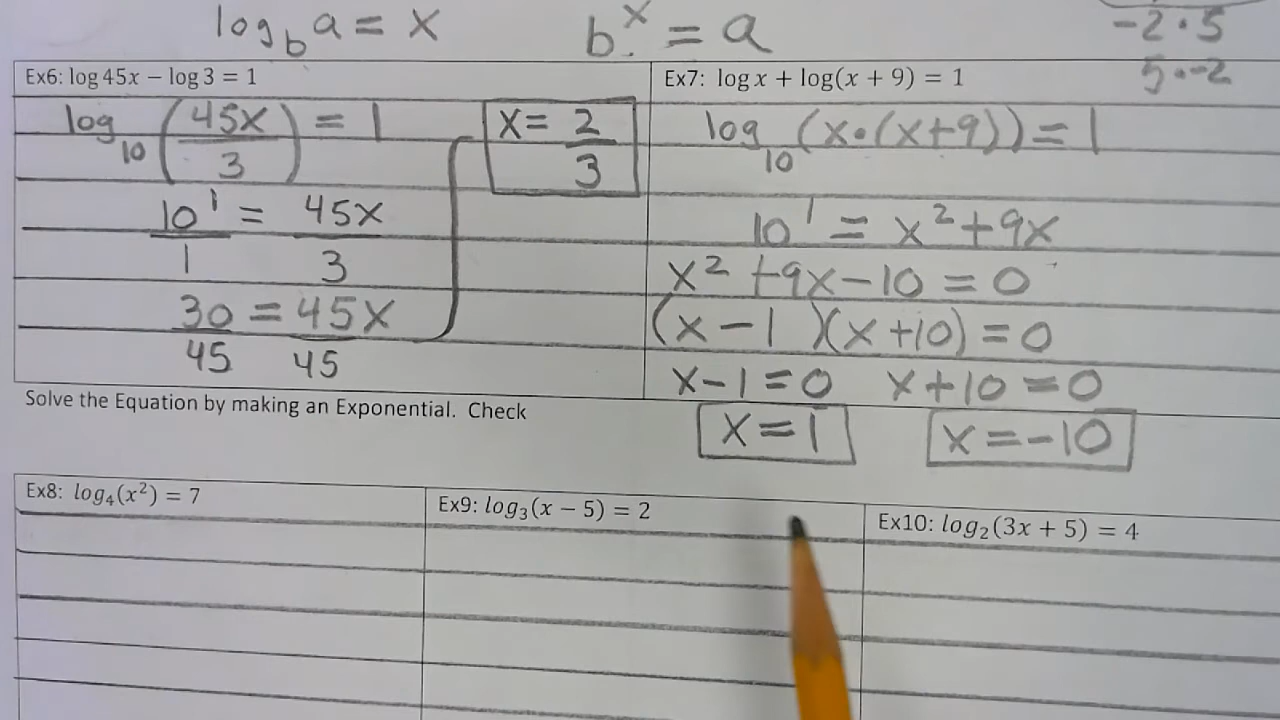 log_b a = x
b^x = a
-2 · 5
5 · -2
Ex6: log 45x − log 3 = 1
log_10 (45x/3) = 1
10^1/1 = 45x/3
30/45 = 45x/45
x = 2/3
Ex7: log x + log(x + 9) = 1
log_10 (x·(x+9)) = 1
10^1 = x^2 + 9x
x^2 + 9x − 10 = 0
(x − 1)(x + 10) = 0
x − 1 = 0 x + 10 = 0
x = 1 x = −10
Solve the Equation by making an Exponential. Check
Ex8: log_4(x^2) = 7
Ex9: log_3(x − 5) = 2
Ex10: log_2(3x + 5) = 4